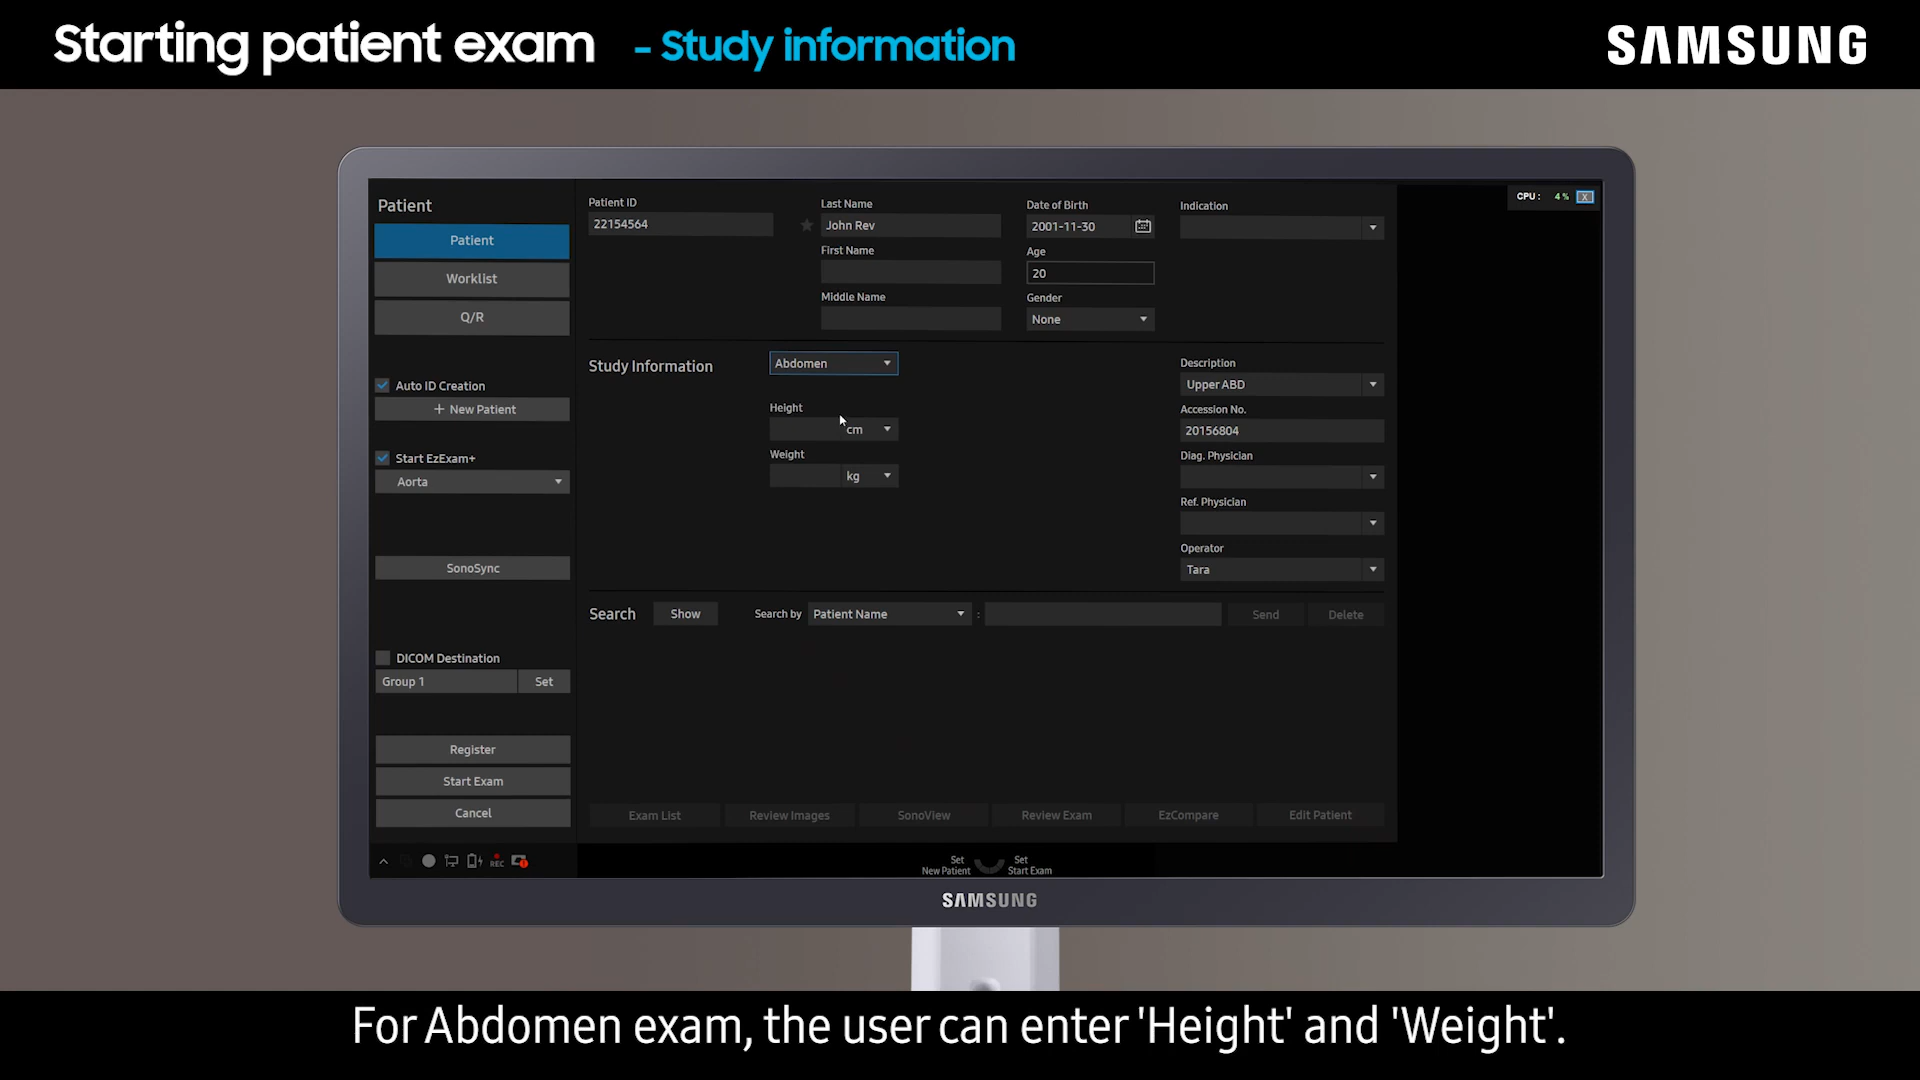 Starting patient exam - Study information
SAMSUNG
Patient
Patient
Worklist
Q/R
Auto ID Creation
+ New Patient
Start EzExam+
Aorta
SonoSync
DICOM Destination
Group 1 Set
Register
Start Exam
Cancel
REC
Patient ID
22154564
Last Name
John Rev
First Name
Middle Name
Date of Birth
2001-11-30
Age
20
Gender
None
Indication
CPU : 4 % X
Study Information
Abdomen
Height
cm
Weight
kg
Description
Upper ABD
Accession No.
20156804
Diag. Physician
Ref. Physician
Operator
Tara
Search Show Search by Patient Name : Send Delete
Exam List Review Images SonoView Review Exam EzCompare Edit Patient
Set
New Patient
Set
Start Exam
SAMSUNG
For Abdomen exam, the user can enter 'Height' and 'Weight'.